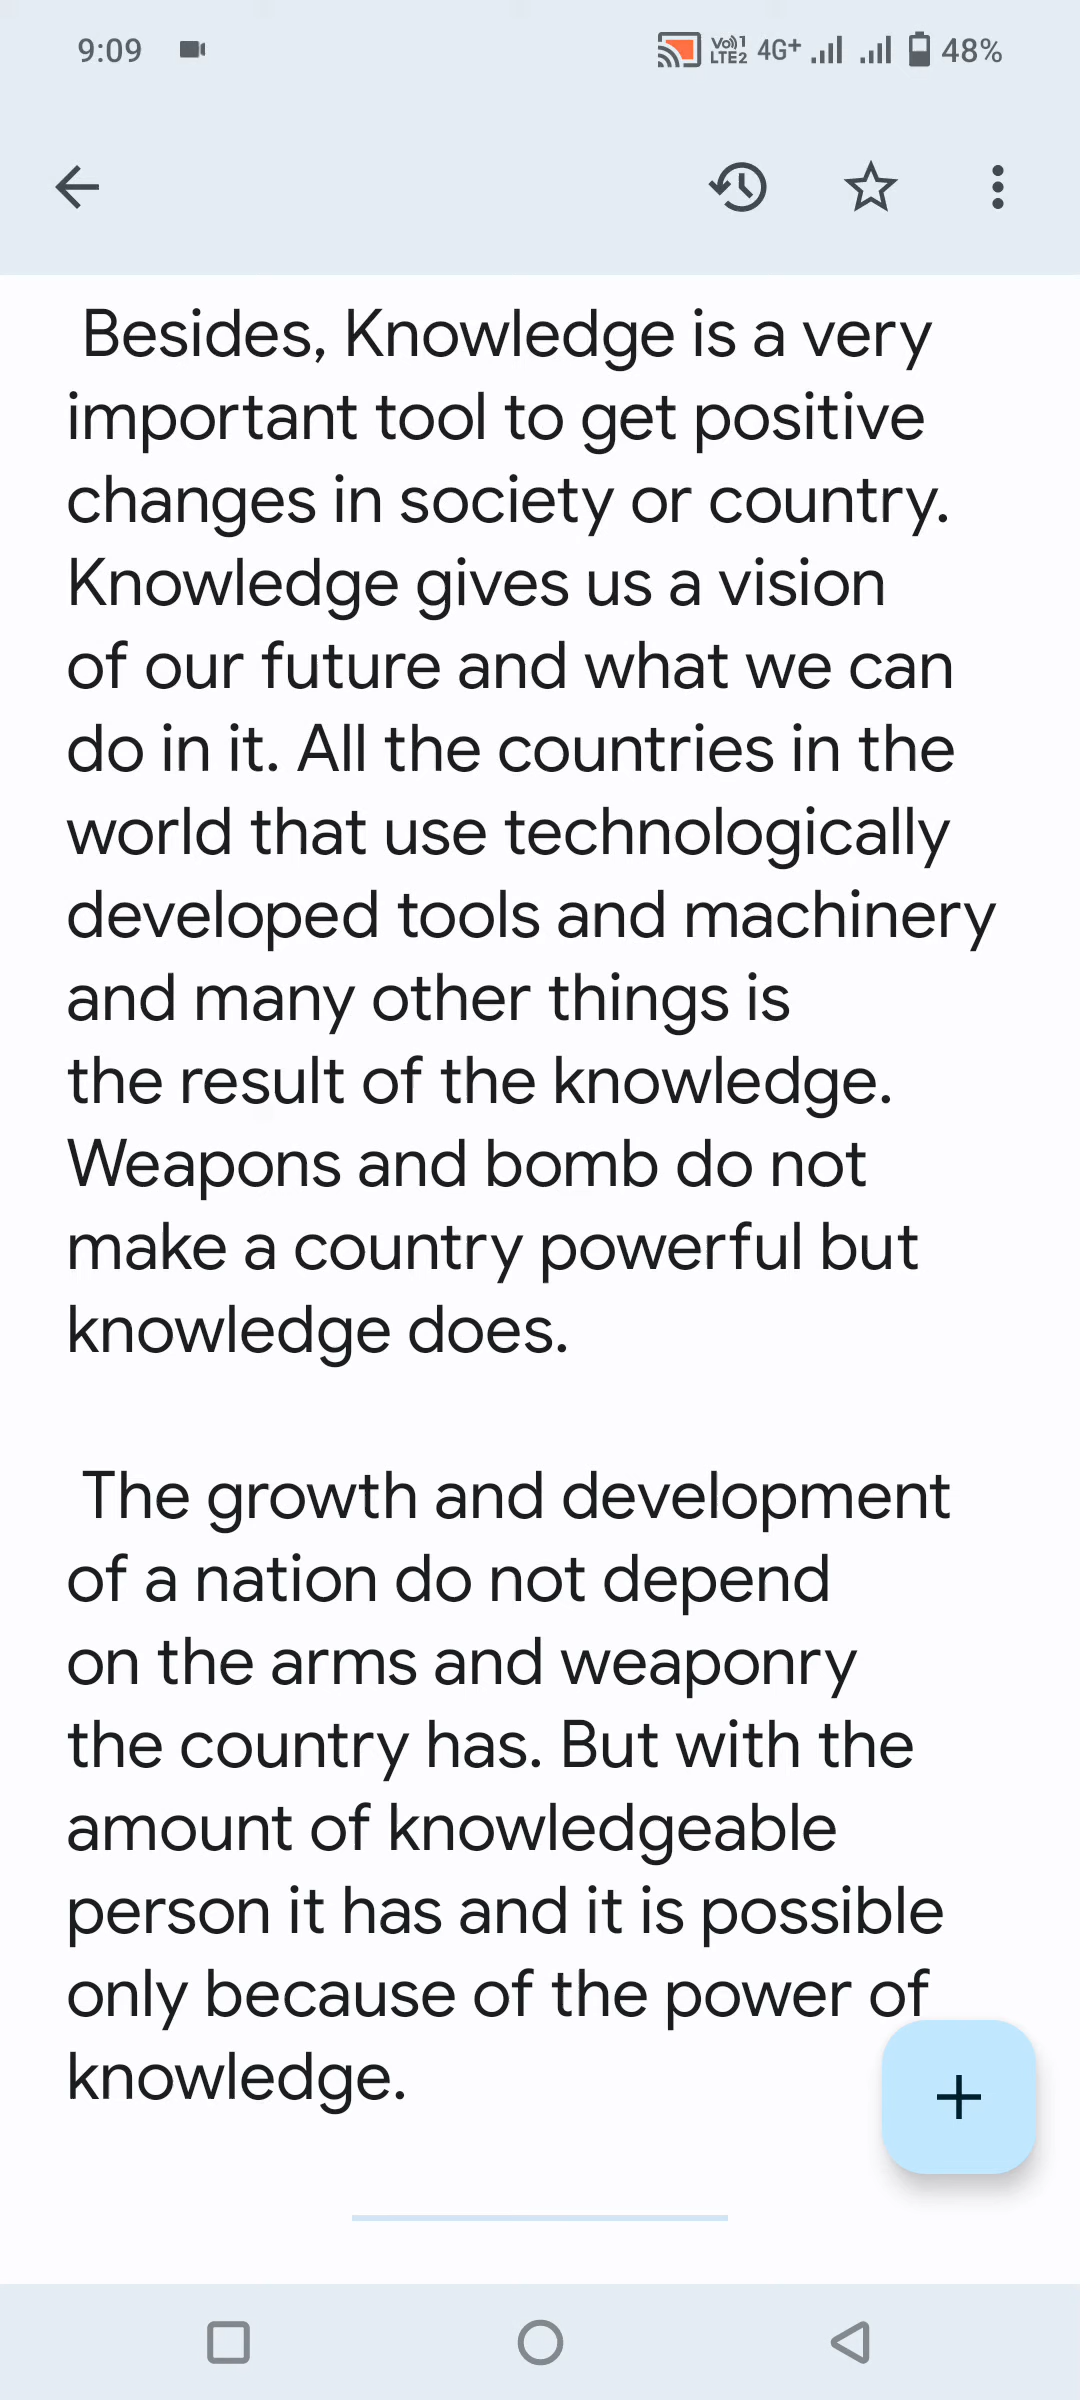 9:09 Vo)) 1 LTE2 4G+ 48%
Besides, Knowledge is a very
important tool to get positive
changes in society or country.
Knowledge gives us a vision
of our future and what we can
do in it. All the countries in the
world that use technologically
developed tools and machinery
and many other things is
the result of the knowledge.
Weapons and bomb do not
make a country powerful but
knowledge does.
The growth and development
of a nation do not depend
on the arms and weaponry
the country has. But with the
amount of knowledgeable
person it has and it is possible
only because of the power of
knowledge.